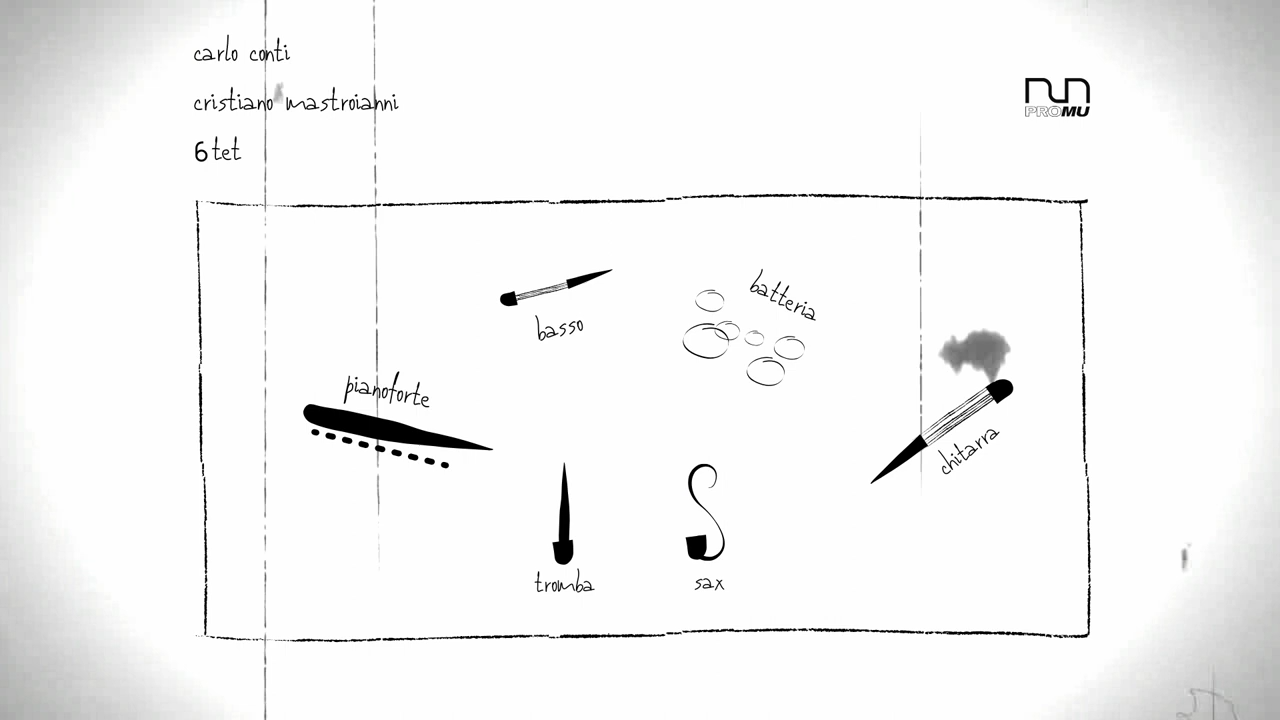 carlo conti
cristiano mastroianni
6tet
PROMU
batteria
basso
pianoforte
chitarra
tromba
sax